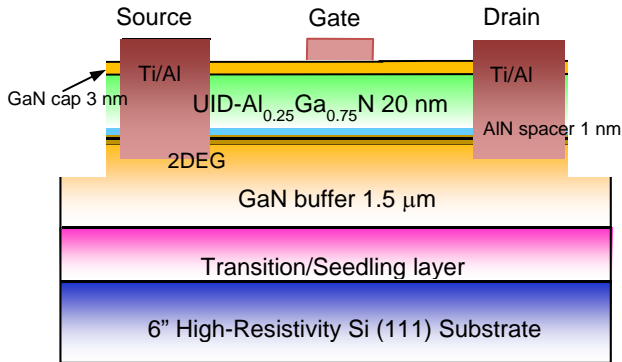 Source Gate Drain
Ti/Al Ti/Al
GaN cap 3 nm
UID-Al0.25Ga0.75N 20 nm
AlN spacer 1 nm
2DEG
GaN buffer 1.5 μm
Transition/Seedling layer
6” High-Resistivity Si (111) Substrate